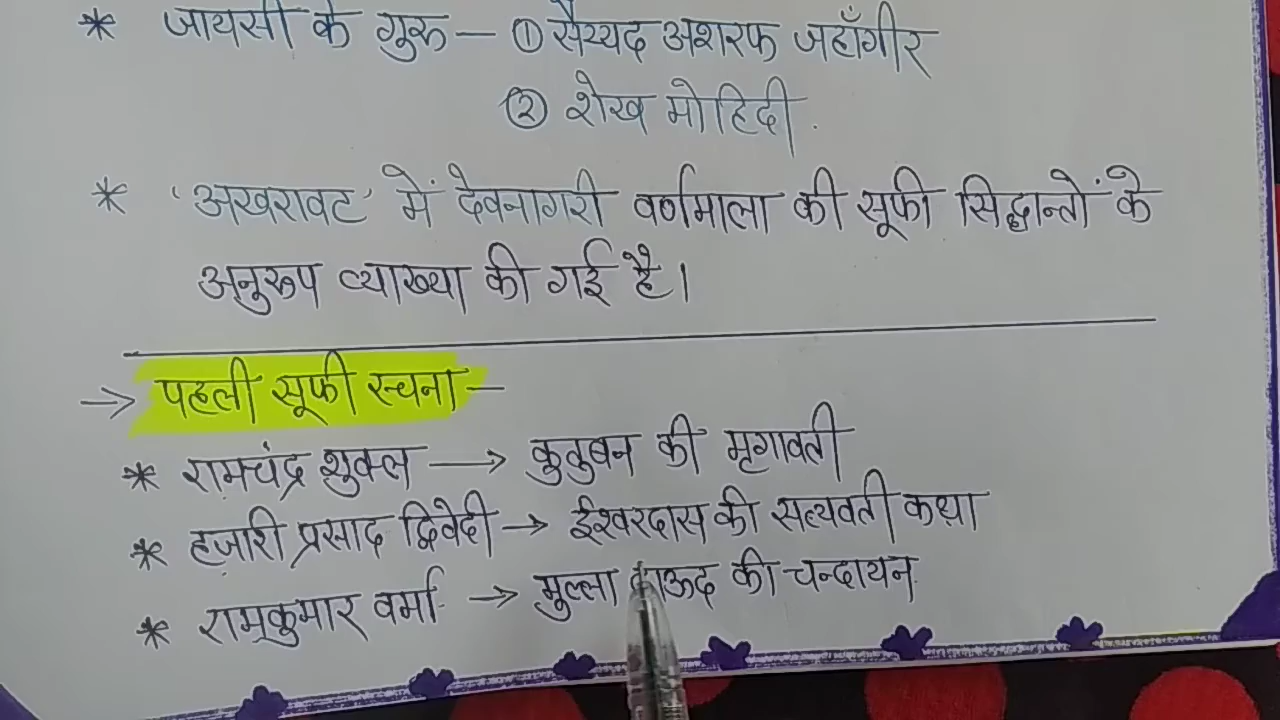 * जायसी के गुरु — ① सैय्यद अशरफ जहाँगीर
② शेख मोहिदी.
* 'अखरावट' में देवनागरी वर्णमाला की सूफी सिद्धान्तों के
अनुरूप व्याख्या की गई है।
→ पहली सूफी रचना —
* रामचंद्र शुक्ल → कुतुबन की मृगावती
* हजारी प्रसाद द्विवेदी → ईश्वरदास की सत्यवती कथा
* रामकुमार वर्मा → मुल्ला दाऊद की चन्दायन